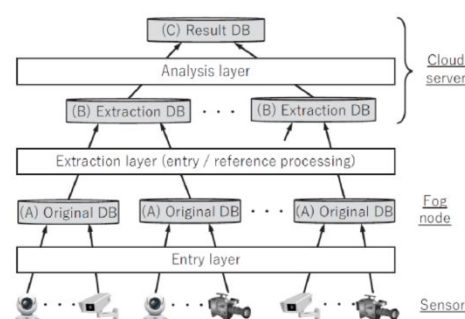 (C) Result DB
Cloud
server
Analysis layer
(B) Extraction DB
(B) Extraction DB
Extraction layer (entry / reference processing)
(A) Original DB
(A) Original DB
(A) Original DB
Fog
node
Entry layer
Sensor